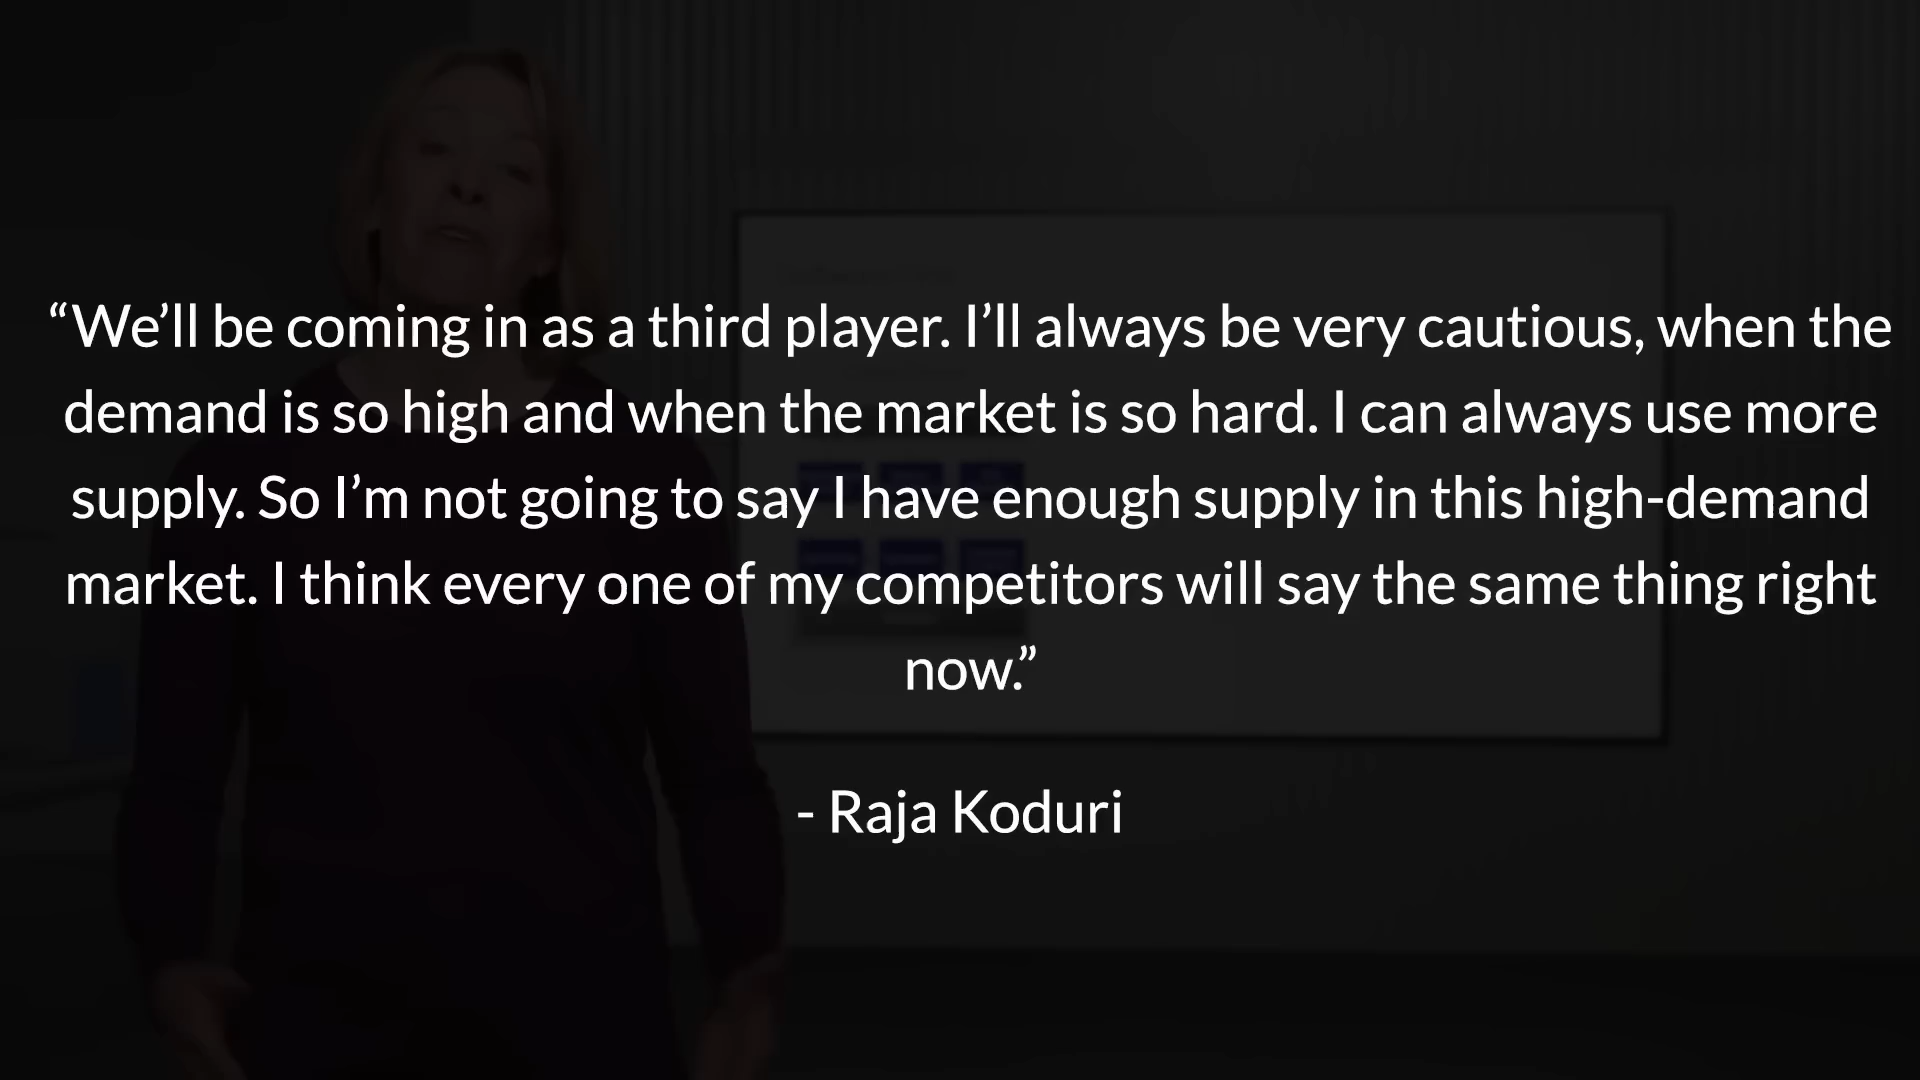 “We’ll be coming in as a third player. I’ll always be very cautious, when the
demand is so high and when the market is so hard. I can always use more
supply. So I’m not going to say I have enough supply in this high-demand
market. I think every one of my competitors will say the same thing right
now.”
- Raja Koduri